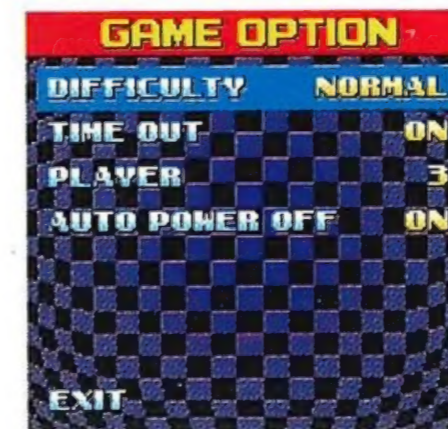 GAME OPTION
DIFFICULTY NORMAL
TIME OUT ON
PLAYER 3
AUTO POWER OFF ON
EXIT